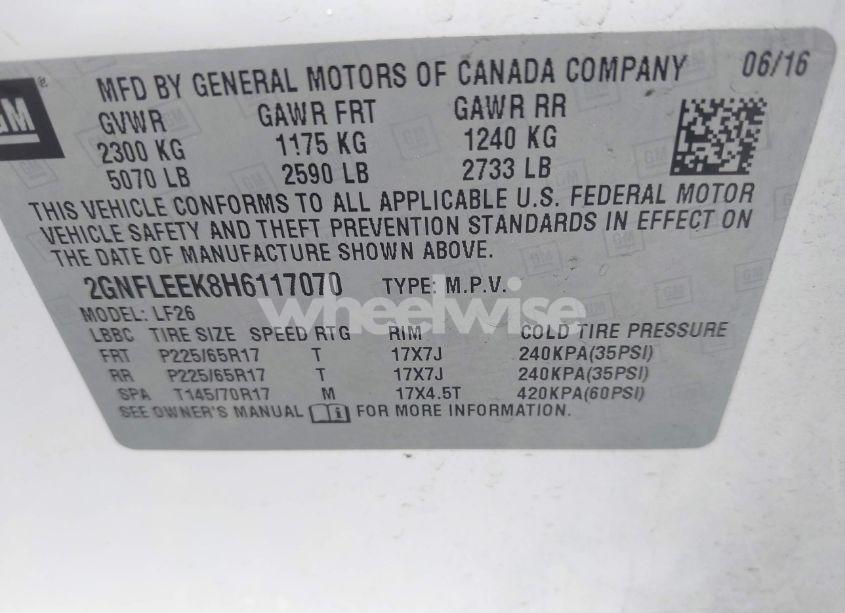 GM ®
MFD BY GENERAL MOTORS OF CANADA COMPANY 06/16
GVWR GAWR FRT GAWR RR
2300 KG 1175 KG 1240 KG
5070 LB 2590 LB 2733 LB
THIS VEHICLE CONFORMS TO ALL APPLICABLE U.S. FEDERAL MOTOR
VEHICLE SAFETY AND THEFT PREVENTION STANDARDS IN EFFECT ON
THE DATE OF MANUFACTURE SHOWN ABOVE.
2GNFLEEK8H6117070 TYPE: M.P.V.
wheelwise
MODEL: LF26
LBBC TIRE SIZE SPEED RTG RIM COLD TIRE PRESSURE
FRT P225/65R17 T 17X7J 240KPA(35PSI)
RR P225/65R17 T 17X7J 240KPA(35PSI)
SPA T145/70R17 M 17X4.5T 420KPA(60PSI)
SEE OWNER'S MANUAL i FOR MORE INFORMATION.